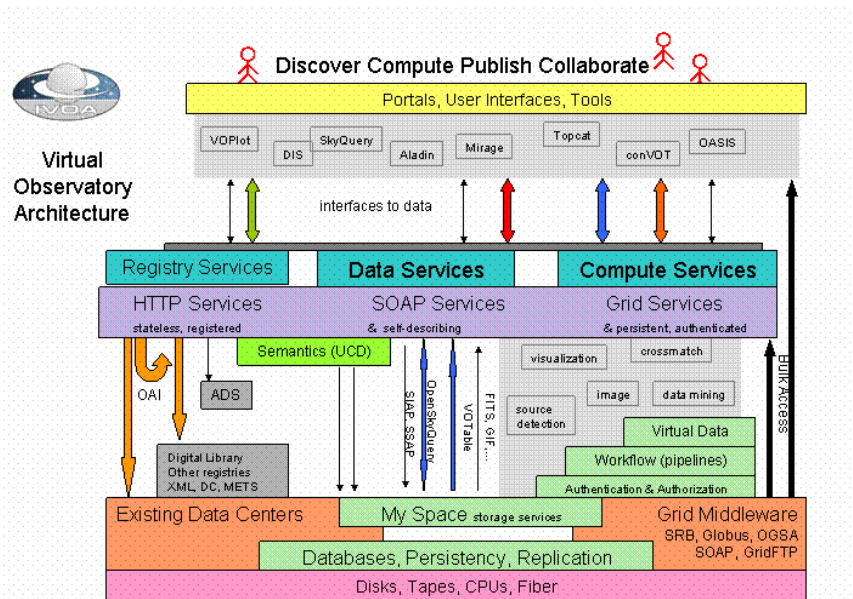 Discover Compute Publish Collaborate
IVOA
Portals, User Interfaces, Tools
Virtual
Observatory
Architecture
VOPlot
DIS
SkyQuery
Aladin
Mirage
Topcat
conVOT
OASIS
interfaces to data
Registry Services
Data Services
Compute Services
HTTP Services
stateless, registered
SOAP Services
& self-describing
Grid Services
& persistent, authenticated
Semantics (UCD)
OAI
ADS
SIAP, SSAP
OpenSkyQuery
VOTable
FITS, GIF,....
visualization
crossmatch
image
data mining
source
detection
Bulk Access
Digital Library
Other registries
XML, DC, METS
Virtual Data
Workflow (pipelines)
Authentication & Authorization
Existing Data Centers
My Space storage services
Grid Middleware
SRB, Globus, OGSA
SOAP, GridFTP
Databases, Persistency, Replication
Disks, Tapes, CPUs, Fiber